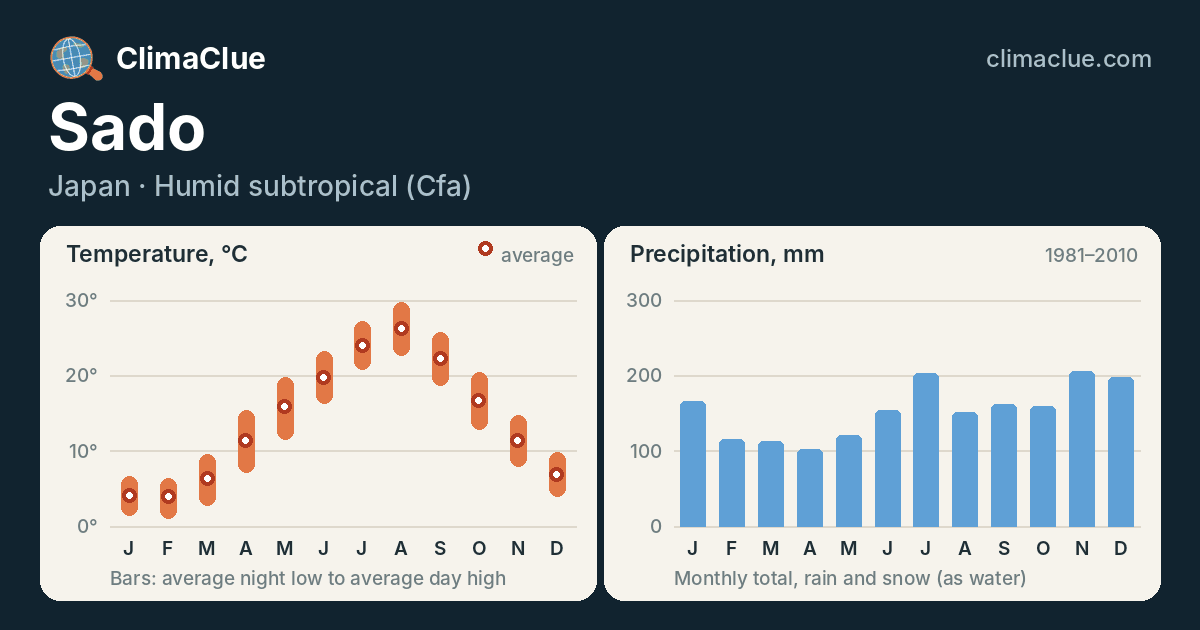 ClimaClue
climaclue.com
Sado
Japan · Humid subtropical (Cfa)
Temperature, °C
average
30°
20°
10°
0°
J F M A M J J A S O N D
Bars: average night low to average day high
Precipitation, mm
1981–2010
300
200
100
0
J F M A M J J A S O N D
Monthly total, rain and snow (as water)